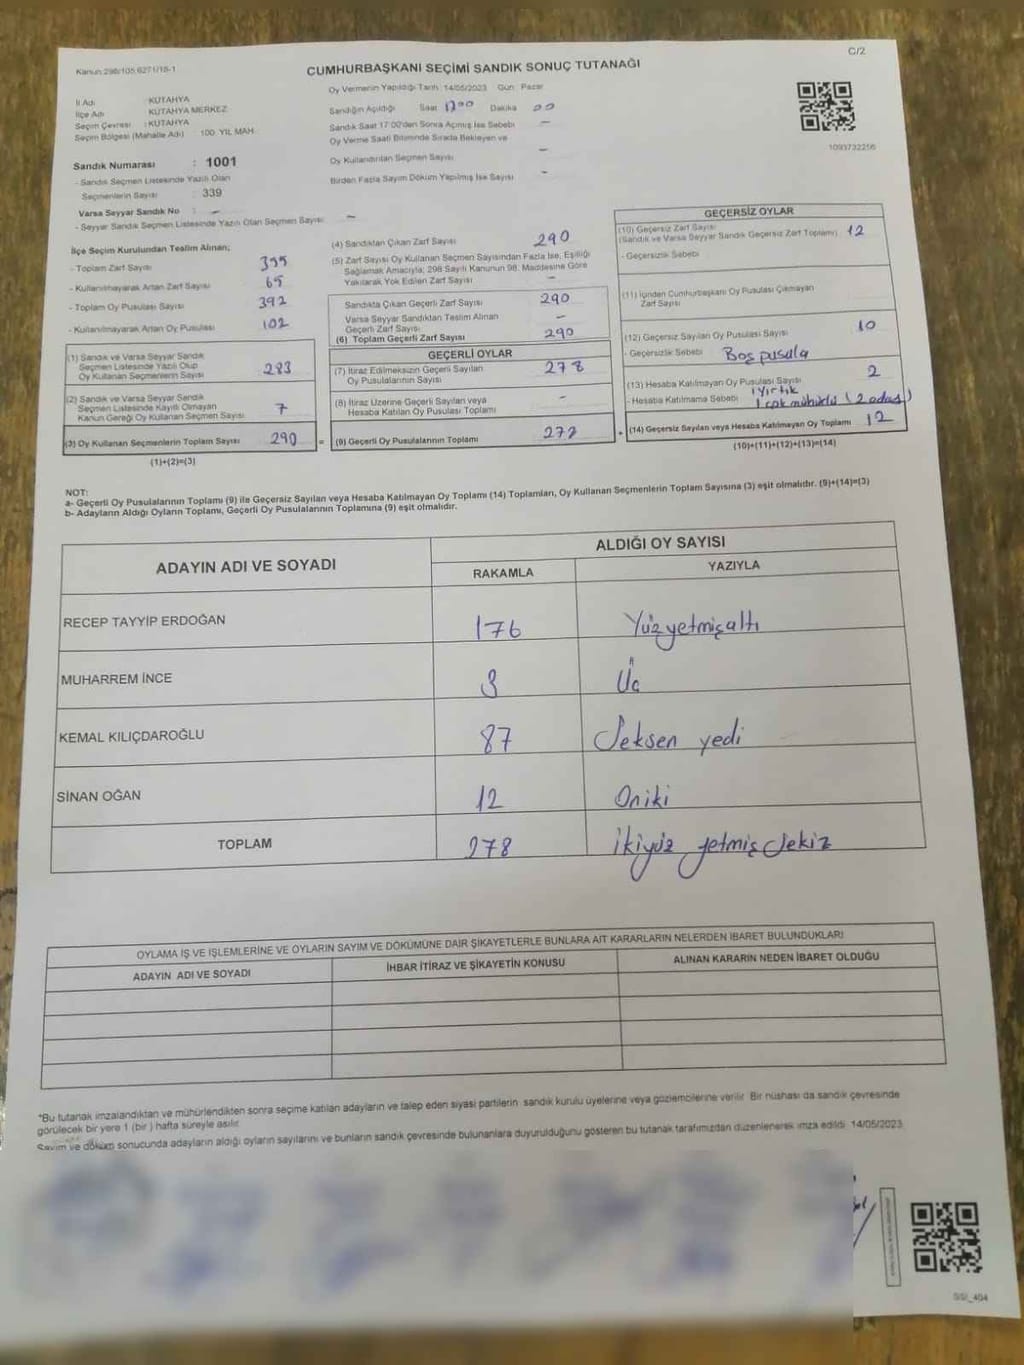 C/2
Kanun:298/105;6271/18-1
CUMHURBAŞKANI SEÇİMİ SANDIK SONUÇ TUTANAĞI
İl Adı : KÜTAHYA
İlçe Adı : KÜTAHYA MERKEZ
Seçim Çevresi : KÜTAHYA
Seçim Bölgesi (Mahalle Adı) 100. YIL MAH.
Sandık Numarası : 1001
- Sandık Seçmen Listesinde Yazılı Olan
Seçmenlerin Sayısı : 339
Varsa Seyyar Sandık No : -
- Seyyar Sandık Seçmen Listesinde Yazılı Olan Seçmen Sayısı: -
Oy Vermenin Yapıldığı Tarih 14/05/2023 Gün Pazar
Sandığın Açıldığı Saat 17:00 Dakika 00
Sandık Saat 17:00'den Sonra Açılmış İse Sebebi -
Oy Verme Saati Bitiminde Sırada Bekleyen ve
Oy Kullandırılan Seçmen Sayısı -
Birden Fazla Sayım Döküm Yapılmış İse Sayısı -
1093732256
İlçe Seçim Kurulundan Teslim Alınan;
- Toplam Zarf Sayısı 355
- Kullanılmayarak Artan Zarf Sayısı 65
- Toplam Oy Pusulası Sayısı 392
- Kullanılmayarak Artan Oy Pusulası 102
(1) Sandık ve Varsa Seyyar Sandık
Seçmen Listesinde Yazılı Olup
Oy Kullanan Seçmenlerin Sayısı 283
(2) Sandık ve Varsa Seyyar Sandık
Seçmen Listesinde Kayıtlı Olmayan
Kanun Gereği Oy Kullanan Seçmen Sayısı 7
(3) Oy Kullanan Seçmenlerin Toplam Sayısı 290 =
(1)+(2)=(3)
(4) Sandıktan Çıkan Zarf Sayısı 290
(5) Zarf Sayısı Oy Kullanan Seçmen Sayısından Fazla İse, Eşitliği
Sağlamak Amacıyla; 298 Sayılı Kanunun 98. Maddesine Göre
Yakılarak Yok Edilen Zarf Sayısı -
Sandıkta Çıkan Geçerli Zarf Sayısı 290
Varsa Seyyar Sandıktan Teslim Alınan
Geçerli Zarf Sayısı -
(6) Toplam Geçerli Zarf Sayısı 290
GEÇERLİ OYLAR
(7) İtiraz Edilmeksizin Geçerli Sayılan
Oy Pusulalarının Sayısı 278
(8) İtiraz Üzerine Geçerli Sayılan veya
Hesaba Katılan Oy Pusulası Toplamı -
(9) Geçerli Oy Pusulalarının Toplamı 278 +
GEÇERSİZ OYLAR
(10) Geçersiz Zarf Sayısı
(Sandık ve Varsa Seyyar Sandık Geçersiz Zarf Toplamı) 12
- Geçersizlik Sebebi
(11) İçinden Cumhurbaşkanı Oy Pusulası Çıkmayan
Zarf Sayısı
(12) Geçersiz Sayılan Oy Pusulası Sayısı 10
- Geçersizlik Sebebi Boş pusula
(13) Hesaba Katılmayan Oy Pusulası Sayısı 2
1 Yırtık
- Hesaba Katılmama Sebebi 1 çok mühürlü (2 adas)
(14) Geçersiz Sayılan veya Hesaba Katılmayan Oy Toplamı 12
(10)+(11)+(12)+(13)=(14)
NOT:
a- Geçerli Oy Pusulalarının Toplamı (9) ile Geçersiz Sayılan veya Hesaba Katılmayan Oy Toplamı (14) Toplamları, Oy Kullanan Seçmenlerin Toplam Sayısına (3) eşit olmalıdır. (9)+(14)=(3)
b- Adayların Aldığı Oyların Toplamı, Geçerli Oy Pusulalarının Toplamına (9) eşit olmalıdır.
ADAYIN ADI VE SOYADI ALDIĞI OY SAYISI
RAKAMLA YAZIYLA
RECEP TAYYİP ERDOĞAN 176 Yüzyetmişaltı
MUHARREM İNCE 3 Üç
KEMAL KILIÇDAROĞLU 87 Seksen yedi
SİNAN OĞAN 12 Oniki
TOPLAM 278 İkiyüz yetmiş sekiz
OYLAMA İŞ VE İŞLEMLERİNE VE OYLARIN SAYIM VE DÖKÜMÜNE DAİR ŞİKAYETLERLE BUNLARA AİT KARARLARIN NELERDEN İBARET BULUNDUKLARI
ADAYIN ADI VE SOYADI İHBAR İTİRAZ VE ŞİKAYETİN KONUSU ALINAN KARARIN NEDEN İBARET OLDUĞU
*Bu tutanak imzalandıktan ve mühürlendikten sonra seçime katılan adayların ve talep eden siyasi partilerin sandık kurulu üyelerine veya gözlemcilerine verilir. Bir nüshası da sandık çevresinde
görülecek bir yere 1 (bir) hafta süreyle asılır.
Sayım ve döküm sonucunda adayların aldığı oyların sayılarını ve bunların sandık çevresinde bulunanlara duyurulduğunu gösteren bu tutanak tarafımızdan düzenlenerek imza edildi. 14/05/2023
SSI_404